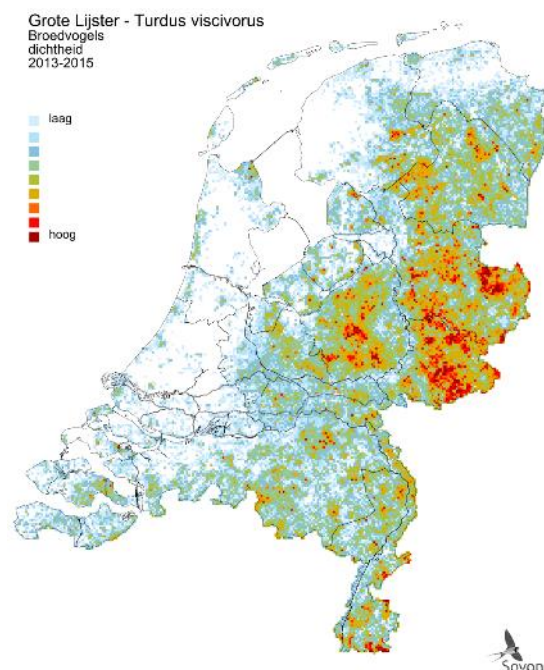 Grote Lijster - Turdus viscivorus
Broedvogels
dichtheid
2013-2015
laag
hoog
Sovon